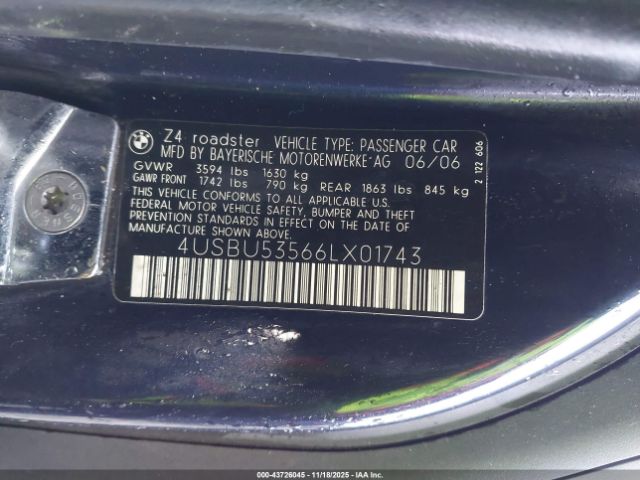 BMW
Z4 roadster VEHICLE TYPE: PASSENGER CAR
MFD BY BAYERISCHE MOTORENWERKE-AG 06/06
GVWR 3594 lbs 1630 kg
GAWR FRONT 1742 lbs 790 kg REAR 1863 lbs 845 kg
THIS VEHICLE CONFORMS TO ALL APPLICABLE U.S.
FEDERAL MOTOR VEHICLE SAFETY, BUMPER AND THEFT
PREVENTION STANDARDS IN EFFECT ON THE DATE OF
MANUFACTURE SHOWN ABOVE.
4USBU53566LX01743
2 122 606
000-43726045 - 11/18/2025 - IAA Inc.